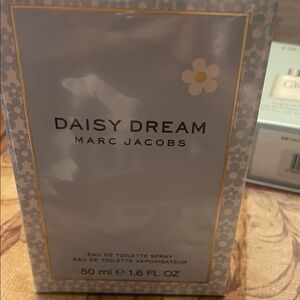 DAISY DREAM
MARC JACOBS
EAU DE TOILETTE SPRAY
EAU DE TOILETTE VAPORISATEUR
50 ml ℮ 1.6 FL OZ